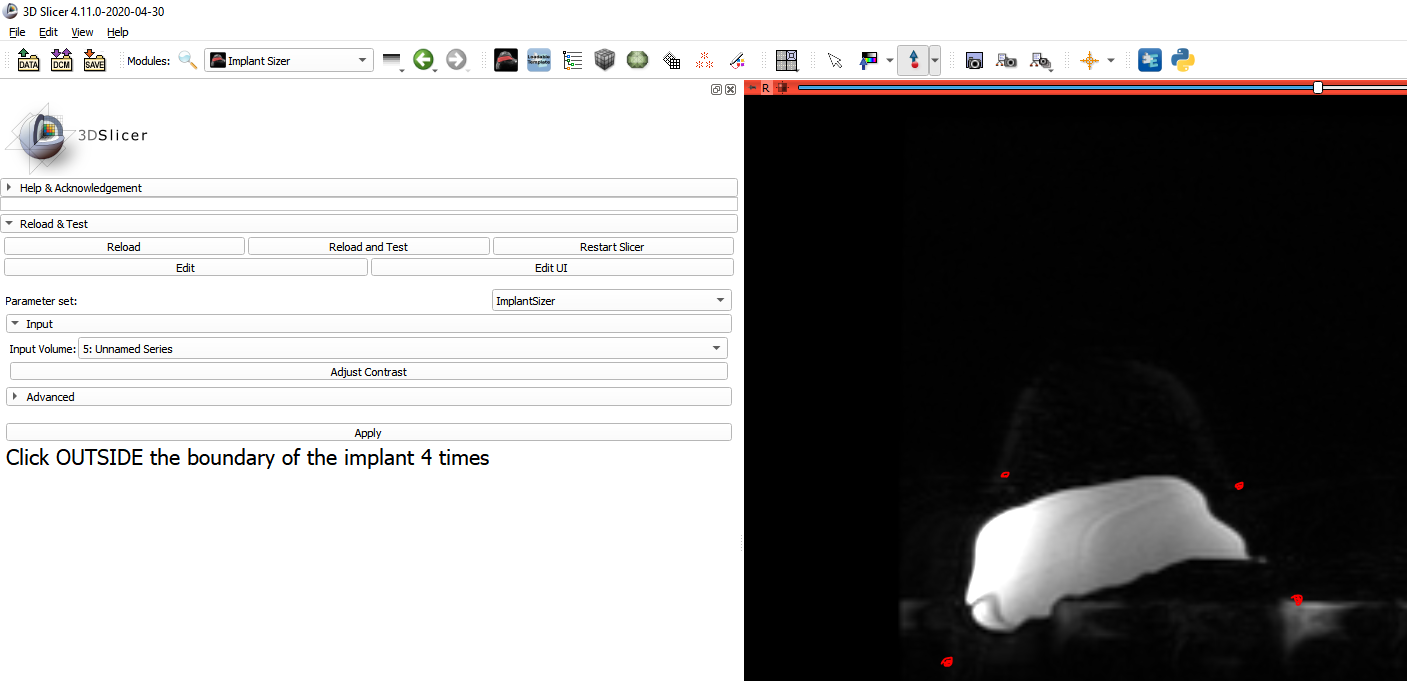 3D Slicer 4.11.0-2020-04-30
File Edit View Help
DATA DCM SAVE Modules: Implant Sizer Loadable Template
R
3DSlicer
Help & Acknowledgement
Reload & Test
Reload Reload and Test Restart Slicer
Edit Edit UI
Parameter set: ImplantSizer
Input
Input Volume: 5: Unnamed Series
Adjust Contrast
Advanced
Apply
Click OUTSIDE the boundary of the implant 4 times